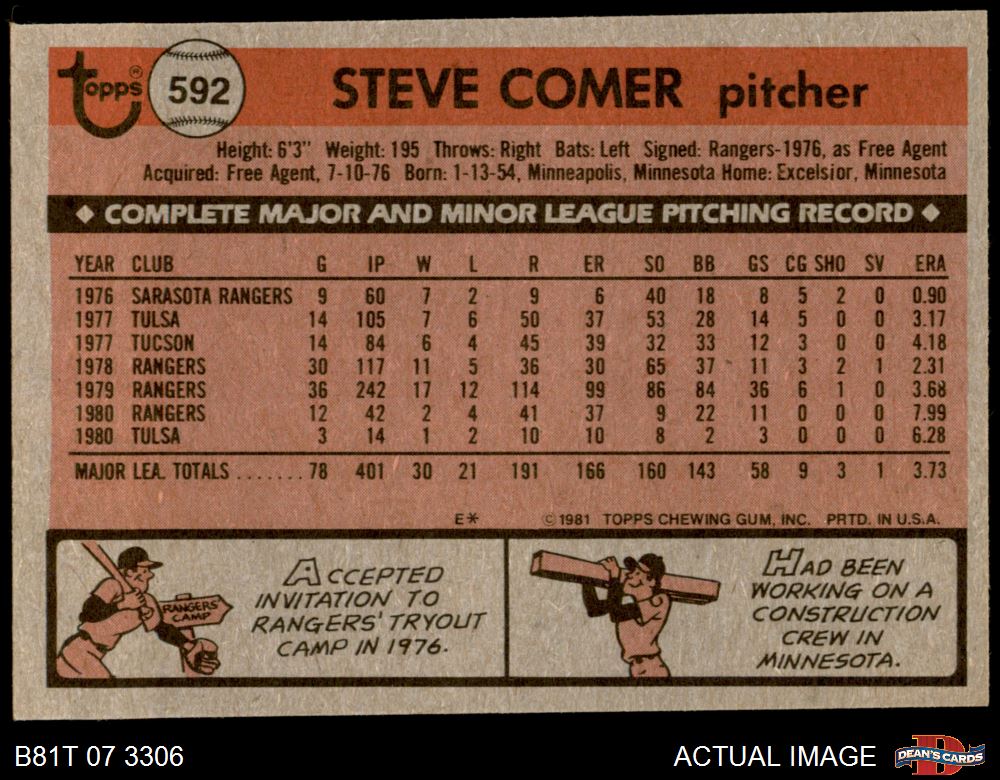 Topps® 592 STEVE COMER pitcher
Height: 6'3" Weight: 195 Throws: Right Bats: Left Signed: Rangers-1976, as Free Agent
Acquired: Free Agent, 7-10-76 Born: 1-13-54, Minneapolis, Minnesota Home: Excelsior, Minnesota
◆ COMPLETE MAJOR AND MINOR LEAGUE PITCHING RECORD ◆
YEAR CLUB G IP W L R ER SO BB GS CG SHO SV ERA
1976 SARASOTA RANGERS 9 60 7 2 9 6 40 18 8 5 2 0 0.90
1977 TULSA 14 105 7 6 50 37 53 28 14 5 0 0 3.17
1977 TUCSON 14 84 6 4 45 39 32 33 12 3 0 0 4.18
1978 RANGERS 30 117 11 5 36 30 65 37 11 3 2 1 2.31
1979 RANGERS 36 242 17 12 114 99 86 84 36 6 1 0 3.68
1980 RANGERS 12 42 2 4 41 37 9 22 11 0 0 0 7.99
1980 TULSA 3 14 1 2 10 10 8 2 3 0 0 0 6.28
MAJOR LEA. TOTALS ....... 78 401 30 21 191 166 160 143 58 9 3 1 3.73
E* ©1981 TOPPS CHEWING GUM, INC. PRTD. IN U.S.A.
RANGERS'
CAMP
ACCEPTED
INVITATION TO
RANGERS' TRYOUT
CAMP IN 1976.
HAD BEEN
WORKING ON A
CONSTRUCTION
CREW IN
MINNESOTA.
B81T 07 3306 ACTUAL IMAGE DEAN'S CARDS